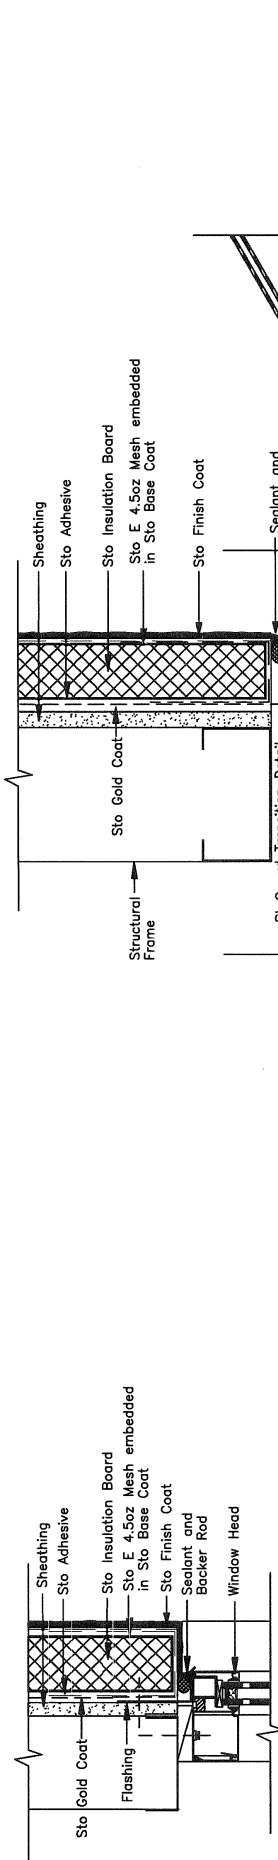 Sheathing
Sto Adhesive
Sto Insulation Board
Sto E 4.5oz Mesh embedded
in Sto Base Coat
Sto Finish Coat
Sealant and
Sto Gold Coat
Structural
Frame
Transition Detail
Sheathing
Sto Adhesive
Sto Insulation Board
Sto E 4.5oz Mesh embedded
in Sto Base Coat
Sto Finish Coat
Sealant and
Backer Rod
Window Head
Sto Gold Coat
Flashing